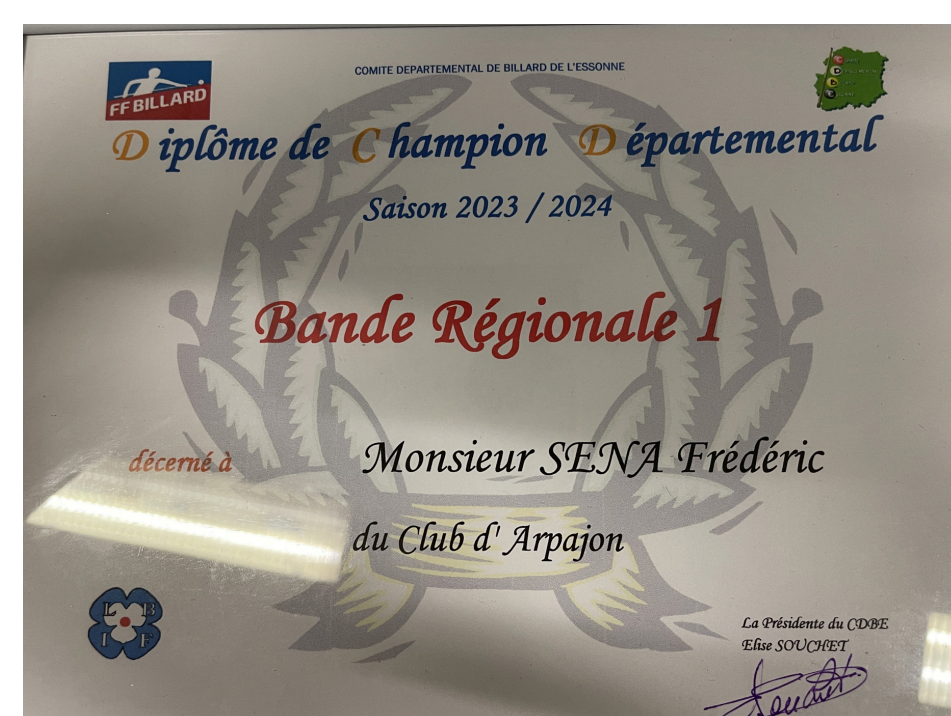 FF BILLARD
COMITE DEPARTEMENTAL DE BILLARD DE L'ESSONNE
Diplôme de Champion Départemental
Saison 2023 / 2024
Bande Régionale 1
décerné à
Monsieur SENA Frédéric
du Club d' Arpajon
L B
I F
La Présidente du CDBE
Elise SOUCHET